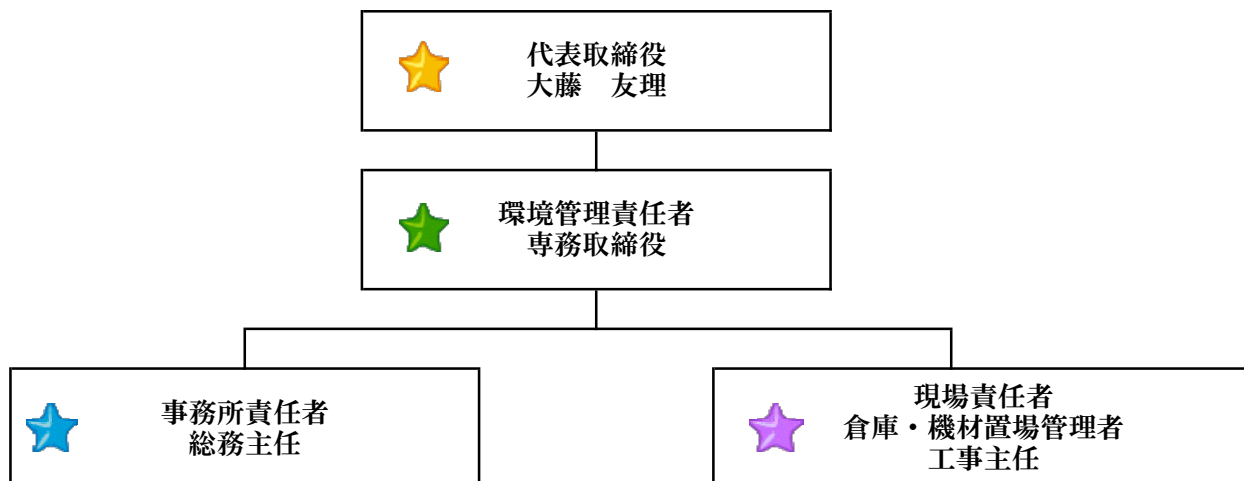 代表取締役
大藤　友理
環境管理責任者
専務取締役
事務所責任者
総務主任
現場責任者
倉庫・機材置場管理者
工事主任